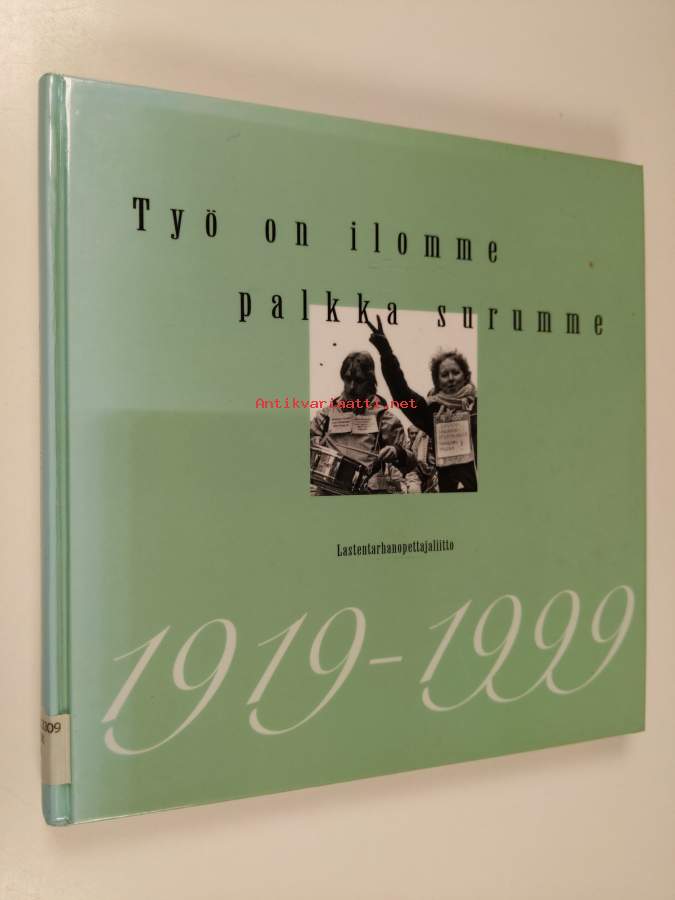 Työ on ilomme
palkka surumme
Antikvariaatti.net
Lastentarhanopettajaliitto
1919-1999